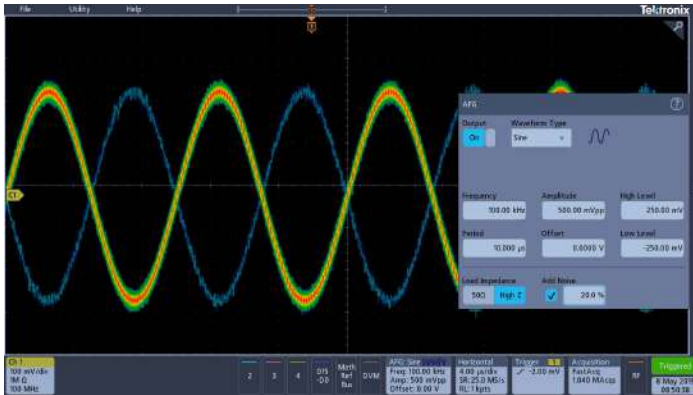 File Utility Help Tektronix
AFG
Output Waveform Type
On Sine
Frequency Amplitude High Level
100.00 kHz 500.00 mVpp 250.00 mV
Period Offset Low Level
10.000 µs 0.0000 V -250.00 mV
Load Impedance Add Noise
50Ω High Z 20.0 %
C1
Ch 1
100 mV/div
1M Ω
100 MHz
2 3 4
DVM
AFG: Sine
Freq: 100.00 kHz
Amp: 500 mVpp
Offset: 0.00 V
Horizontal
4.00 µs/div
SR: 25.0 MS/s
RL: 1 kpts
Trigger 1
-2.00 mV
Acquisition
FastAcq
1.040 MAcqs
RF
Triggered
Math
Ref
Bus